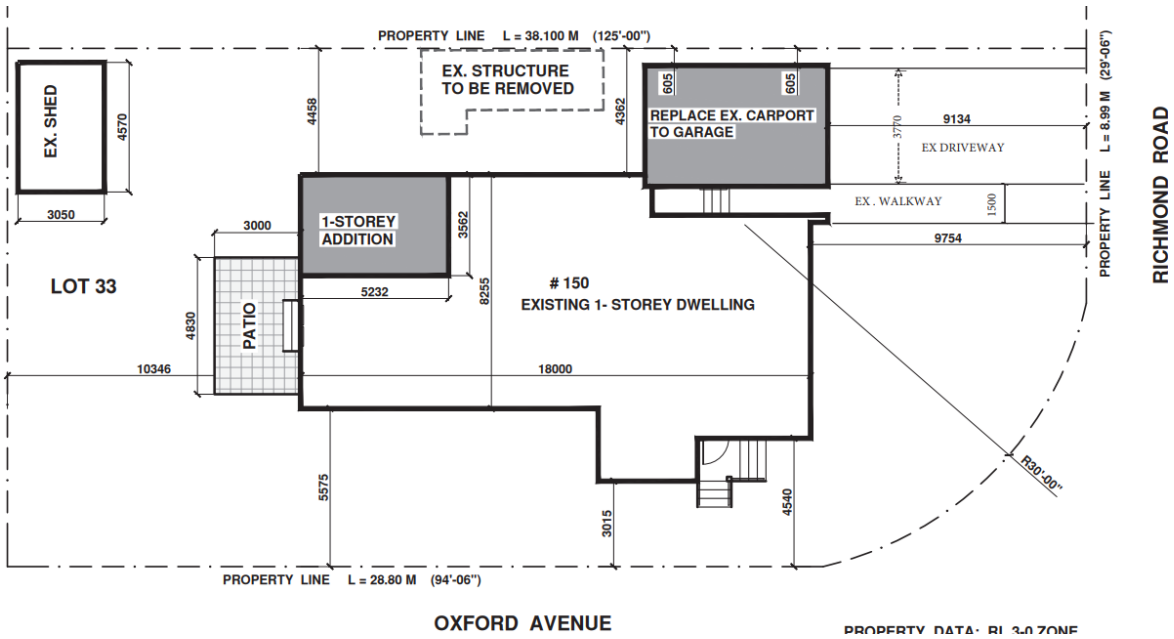 PROPERTY LINE L = 38.100 M (125'-00")
EX. SHED
4570
3050
4458
EX. STRUCTURE
TO BE REMOVED
4362
605
605
REPLACE EX. CARPORT
TO GARAGE
3770
9134
EX DRIVEWAY
EX . WALKWAY
1500
9754
PROPERTY LINE L = 8.99 M (29'-06")
RICHMOND ROAD
3000
1-STOREY
ADDITION
3562
5232
8255
LOT 33
# 150
EXISTING 1- STOREY DWELLING
4830
PATIO
10346
18000
5575
3015
4540
R30'-00"
PROPERTY LINE L = 28.80 M (94'-06")
OXFORD AVENUE
PROPERTY DATA: RL 3-0 ZONE